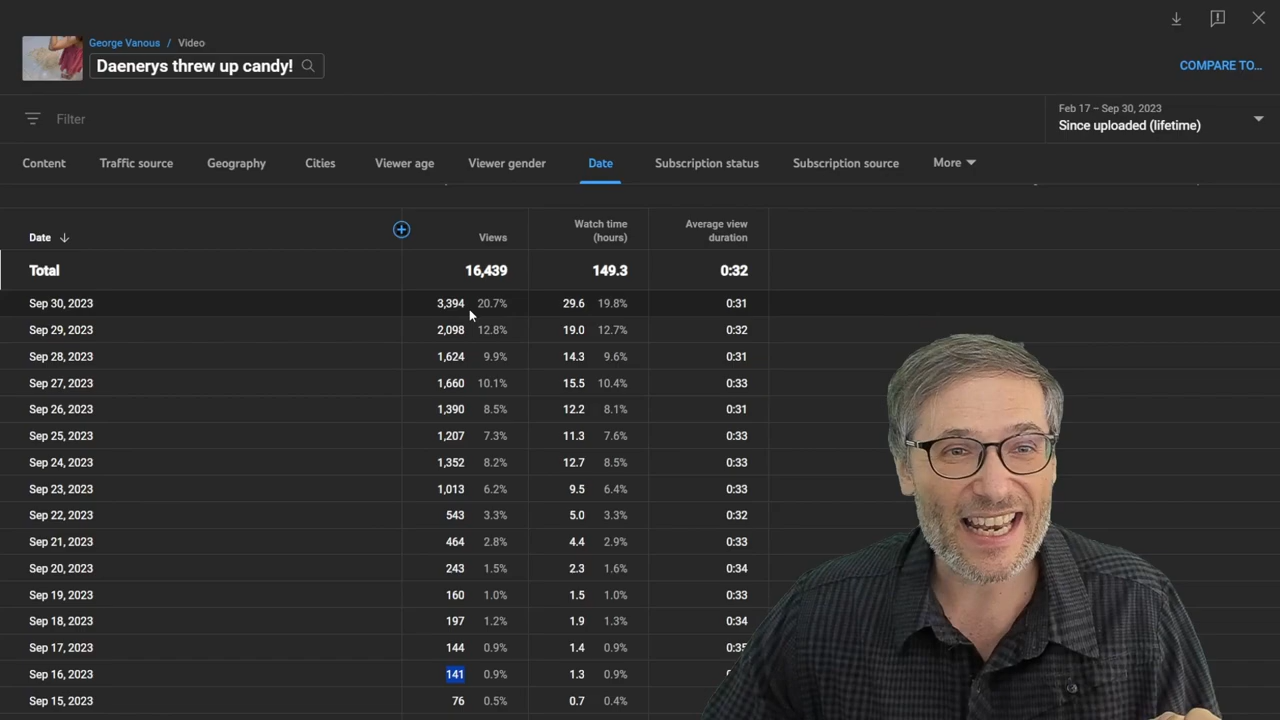 George Vanous / Video
Daenerys threw up candy!
COMPARE TO...
Filter
Feb 17 – Sep 30, 2023
Since uploaded (lifetime)
Content Traffic source Geography Cities Viewer age Viewer gender Date Subscription status Subscription source More
Date Views Watch time (hours) Average view duration
Total 16,439 149.3 0:32
Sep 30, 2023 3,394 20.7% 29.6 19.8% 0:31
Sep 29, 2023 2,098 12.8% 19.0 12.7% 0:32
Sep 28, 2023 1,624 9.9% 14.3 9.6% 0:31
Sep 27, 2023 1,660 10.1% 15.5 10.4% 0:33
Sep 26, 2023 1,390 8.5% 12.2 8.1% 0:31
Sep 25, 2023 1,207 7.3% 11.3 7.6% 0:33
Sep 24, 2023 1,352 8.2% 12.7 8.5% 0:33
Sep 23, 2023 1,013 6.2% 9.5 6.4% 0:33
Sep 22, 2023 543 3.3% 5.0 3.3% 0:32
Sep 21, 2023 464 2.8% 4.4 2.9% 0:33
Sep 20, 2023 243 1.5% 2.3 1.6% 0:34
Sep 19, 2023 160 1.0% 1.5 1.0% 0:33
Sep 18, 2023 197 1.2% 1.9 1.3% 0:34
Sep 17, 2023 144 0.9% 1.4 0.9% 0:35
Sep 16, 2023 141 0.9% 1.3 0.9%
Sep 15, 2023 76 0.5% 0.7 0.4%